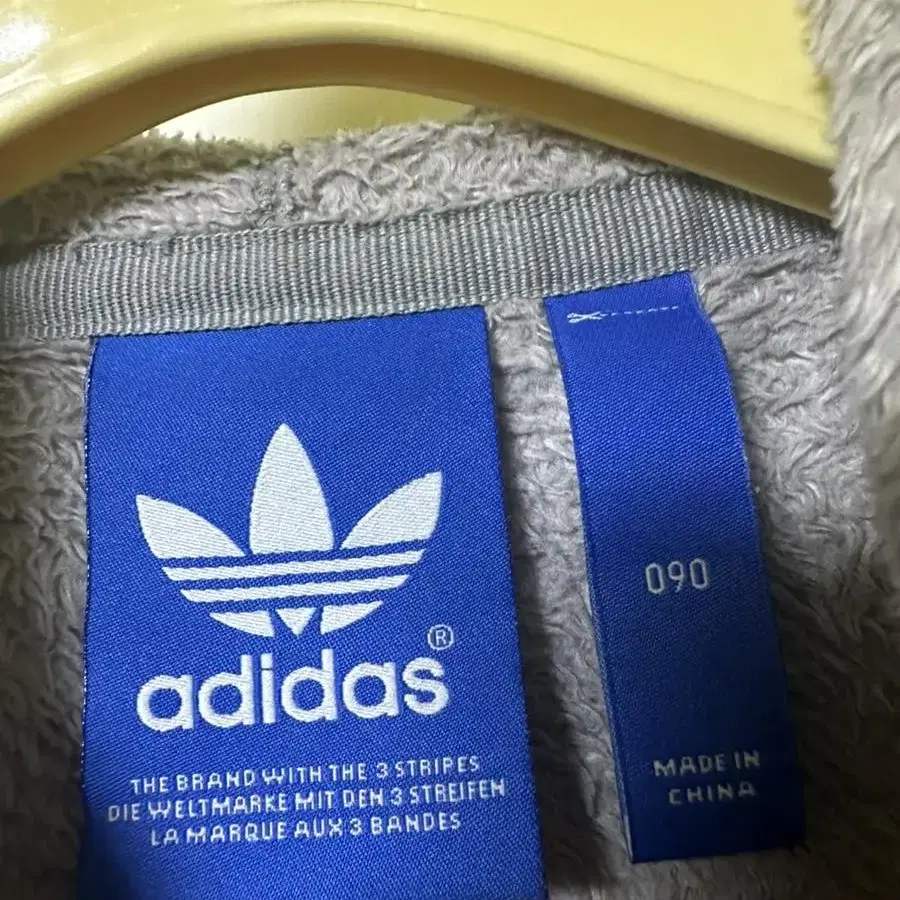 adidas®
THE BRAND WITH THE 3 STRIPES
DIE WELTMARKE MIT DEN 3 STREIFEN
LA MARQUE AUX 3 BANDES
090
MADE IN
CHINA